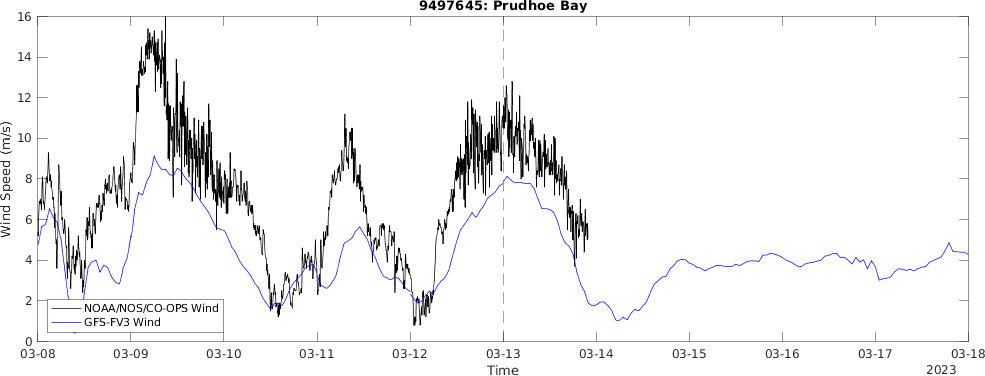 9497645: Prudhoe Bay
Wind Speed (m/s)
16
14
12
10
8
6
4
2
0
NOAA/NOS/CO-OPS Wind
GFS-FV3 Wind
03-08 03-09 03-10 03-11 03-12 03-13 03-14 03-15 03-16 03-17 03-18
Time
2023